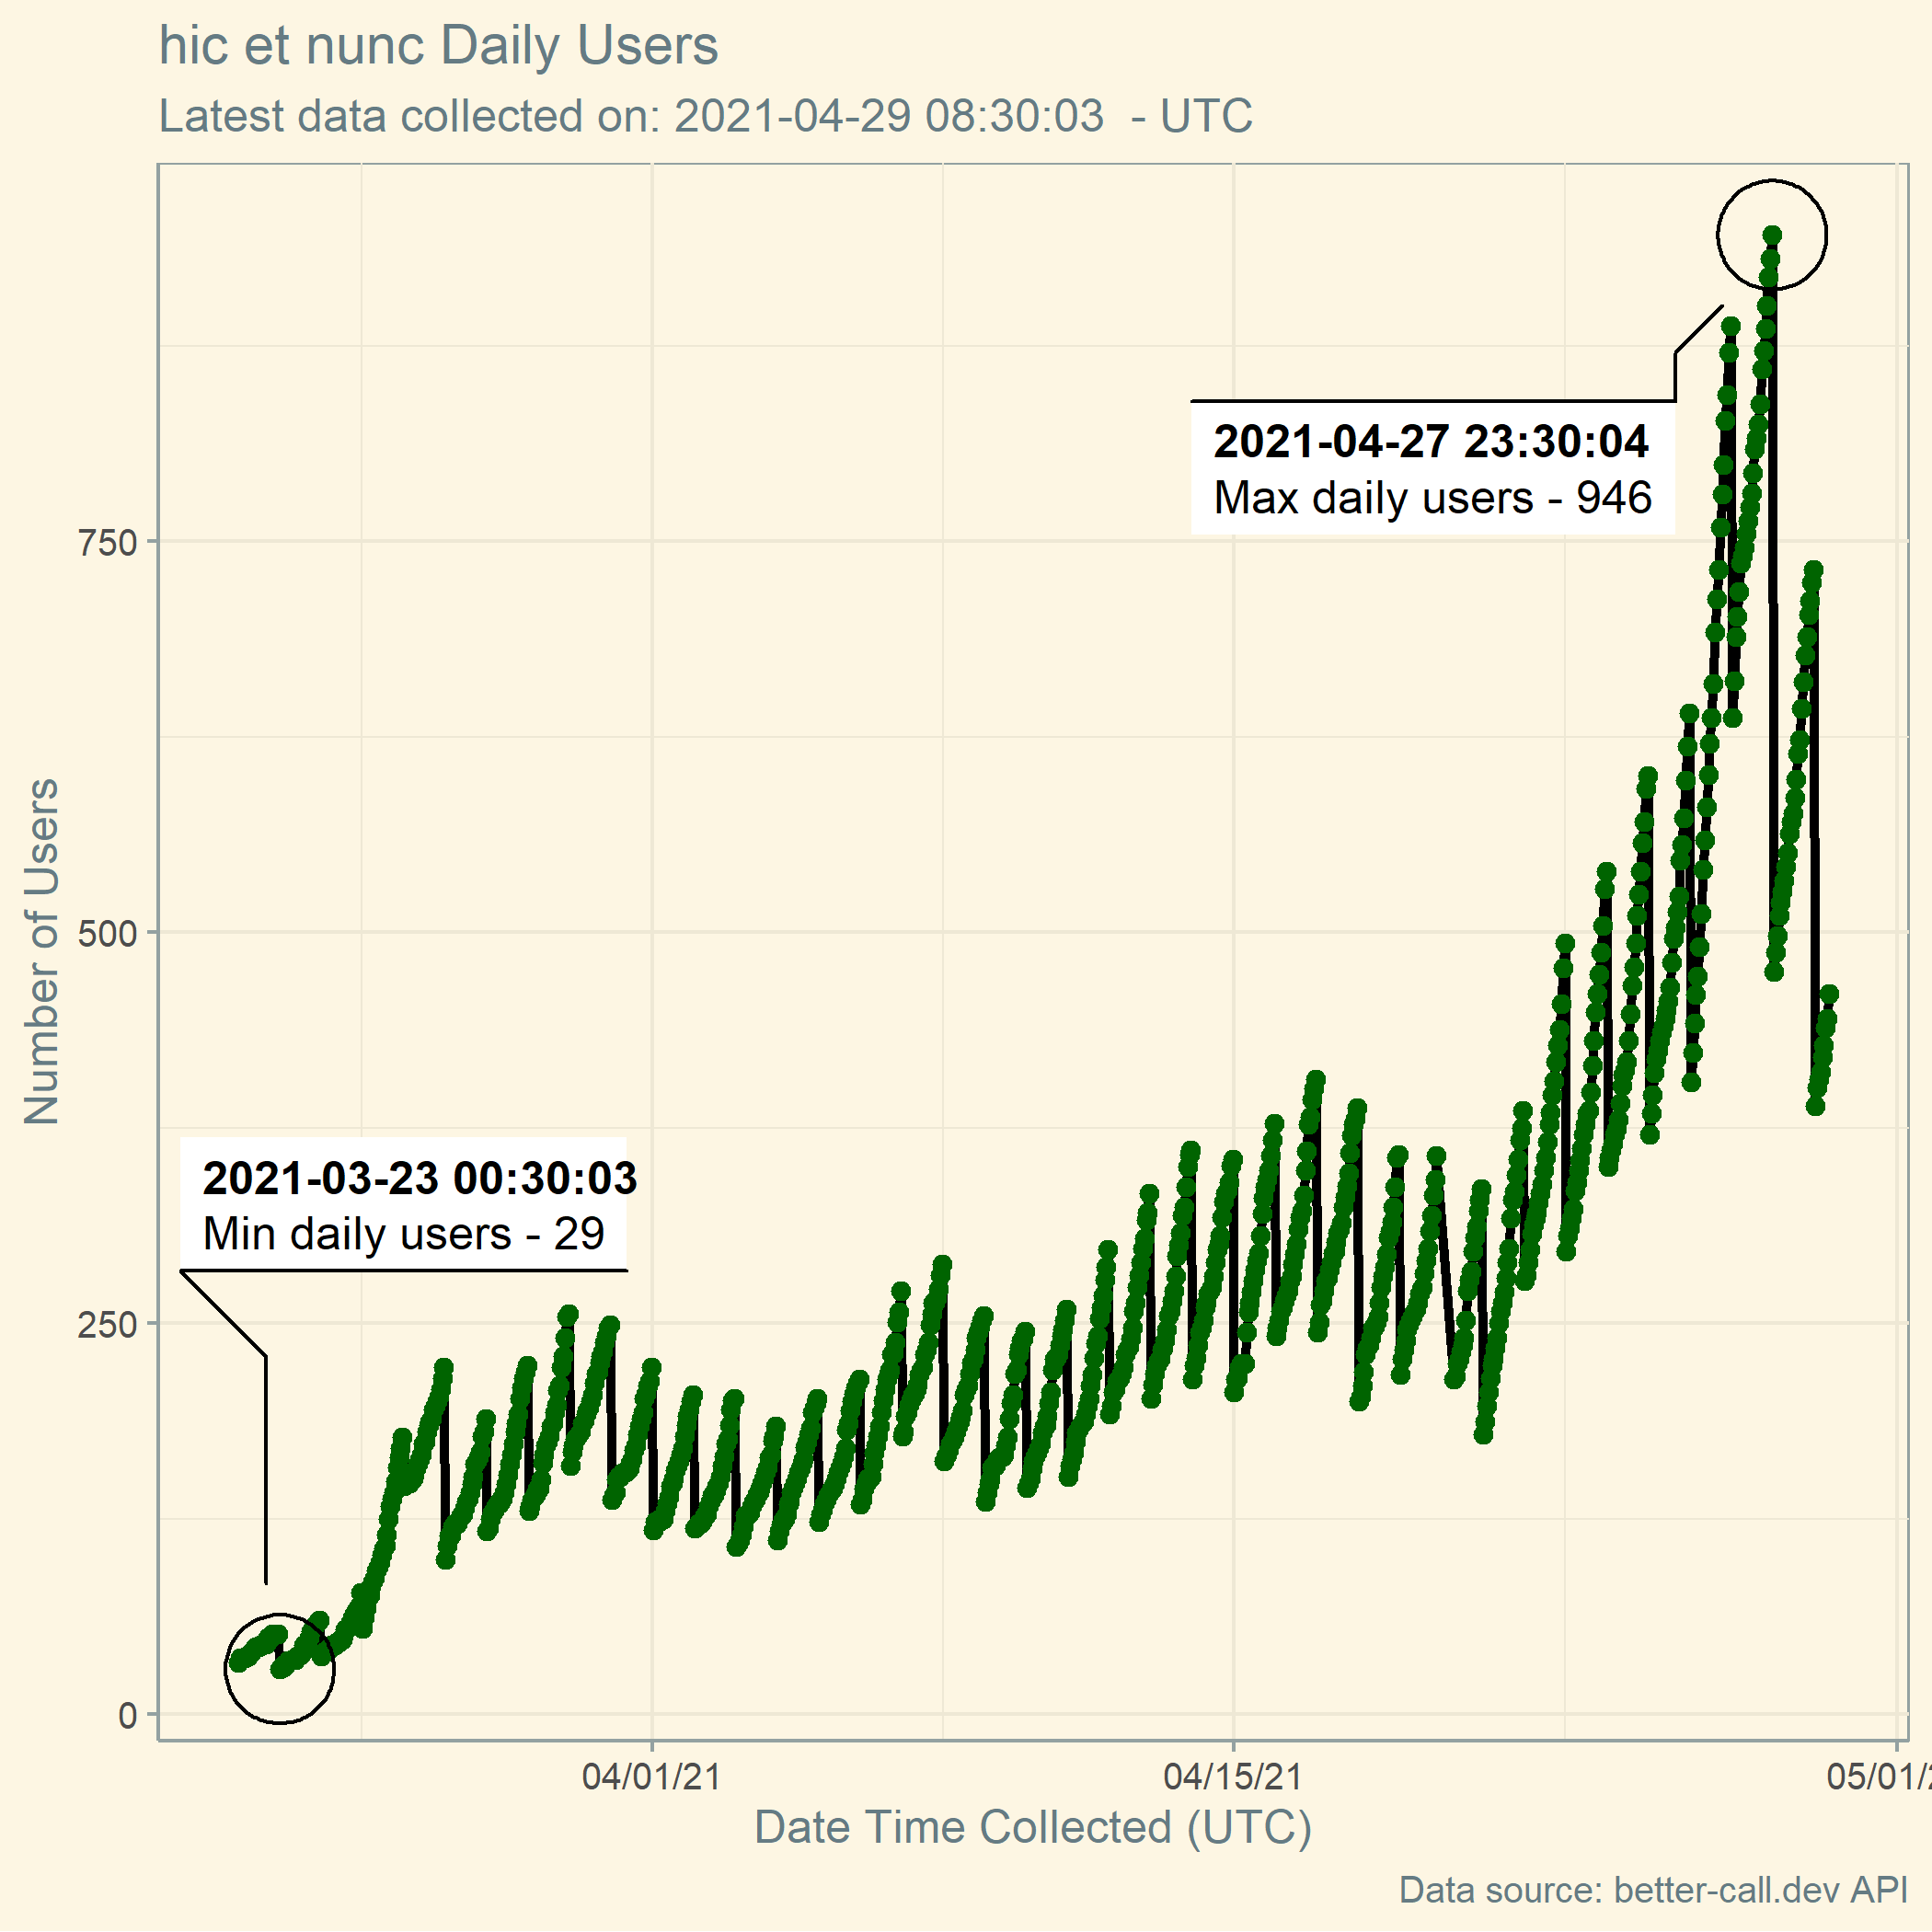 hic et nunc Daily Users
Latest data collected on: 2021-04-29 08:30:03  - UTC
2021-04-27 23:30:04
Max daily users - 946
750
500
Number of Users
2021-03-23 00:30:03
Min daily users - 29
250
0
04/01/21
04/15/21
05/01/2
Date Time Collected (UTC)
Data source: better-call.dev API